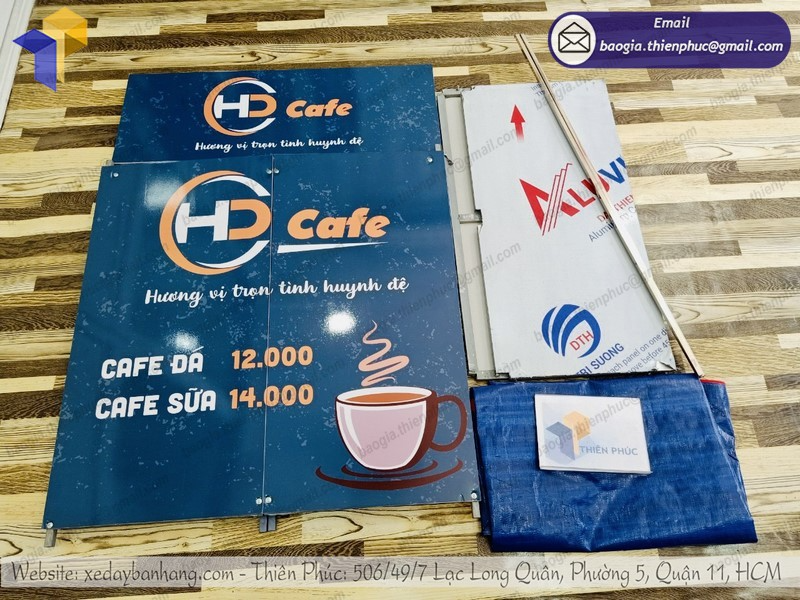 Email
baogia.thienphuc@gmail.com
HD Cafe
Hương vị trọn tình huynh đệ
HD Cafe
Hương vị trọn tình huynh đệ
CAFE ĐÁ 12.000
CAFE SỮA 14.000
DTH
TRI SUONG
THIÊN PHÚC
Website: xedaybanhang.com - Thiên Phúc: 506/49/7 Lạc Long Quân, Phường 5, Quận 11, HCM